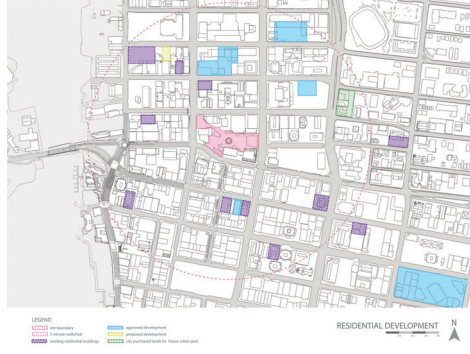 LEGEND
site boundary
5 minute walkshed
existing residential buildings
approved development
proposed development
city purchased lands for future urban park
RESIDENTIAL DEVELOPMENT
N